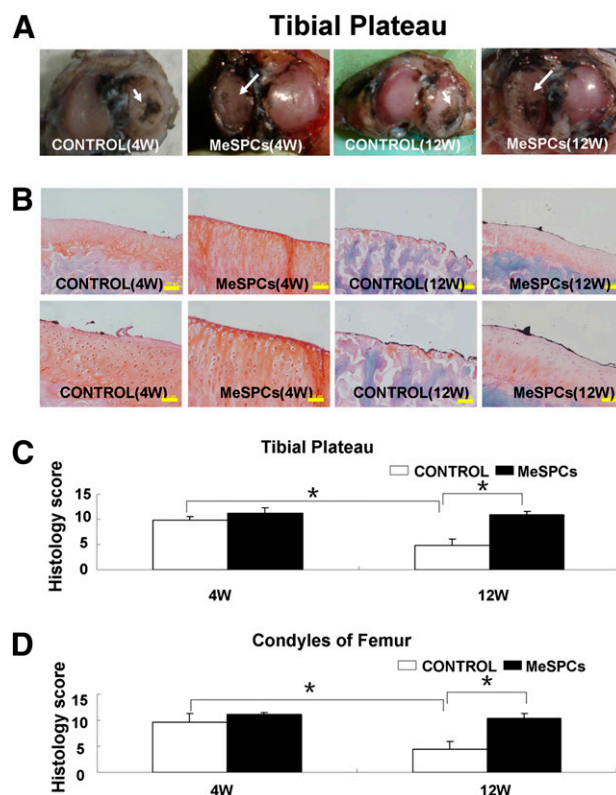 A
Tibial Plateau
CONTROL(4W)
MeSPCs(4W)
CONTROL(12W)
MeSPCs(12W)
B
CONTROL(4W)
MeSPCs(4W)
CONTROL(12W)
MeSPCs(12W)
CONTROL(4W)
MeSPCs(4W)
CONTROL(12W)
MeSPCs(12W)
C
Tibial Plateau
CONTROL MeSPCs
Histology score
15
10
5
0
* *
4W 12W
D
Condyles of Femur
CONTROL MeSPCs
Histology score
15
10
5
0
* *
4W 12W